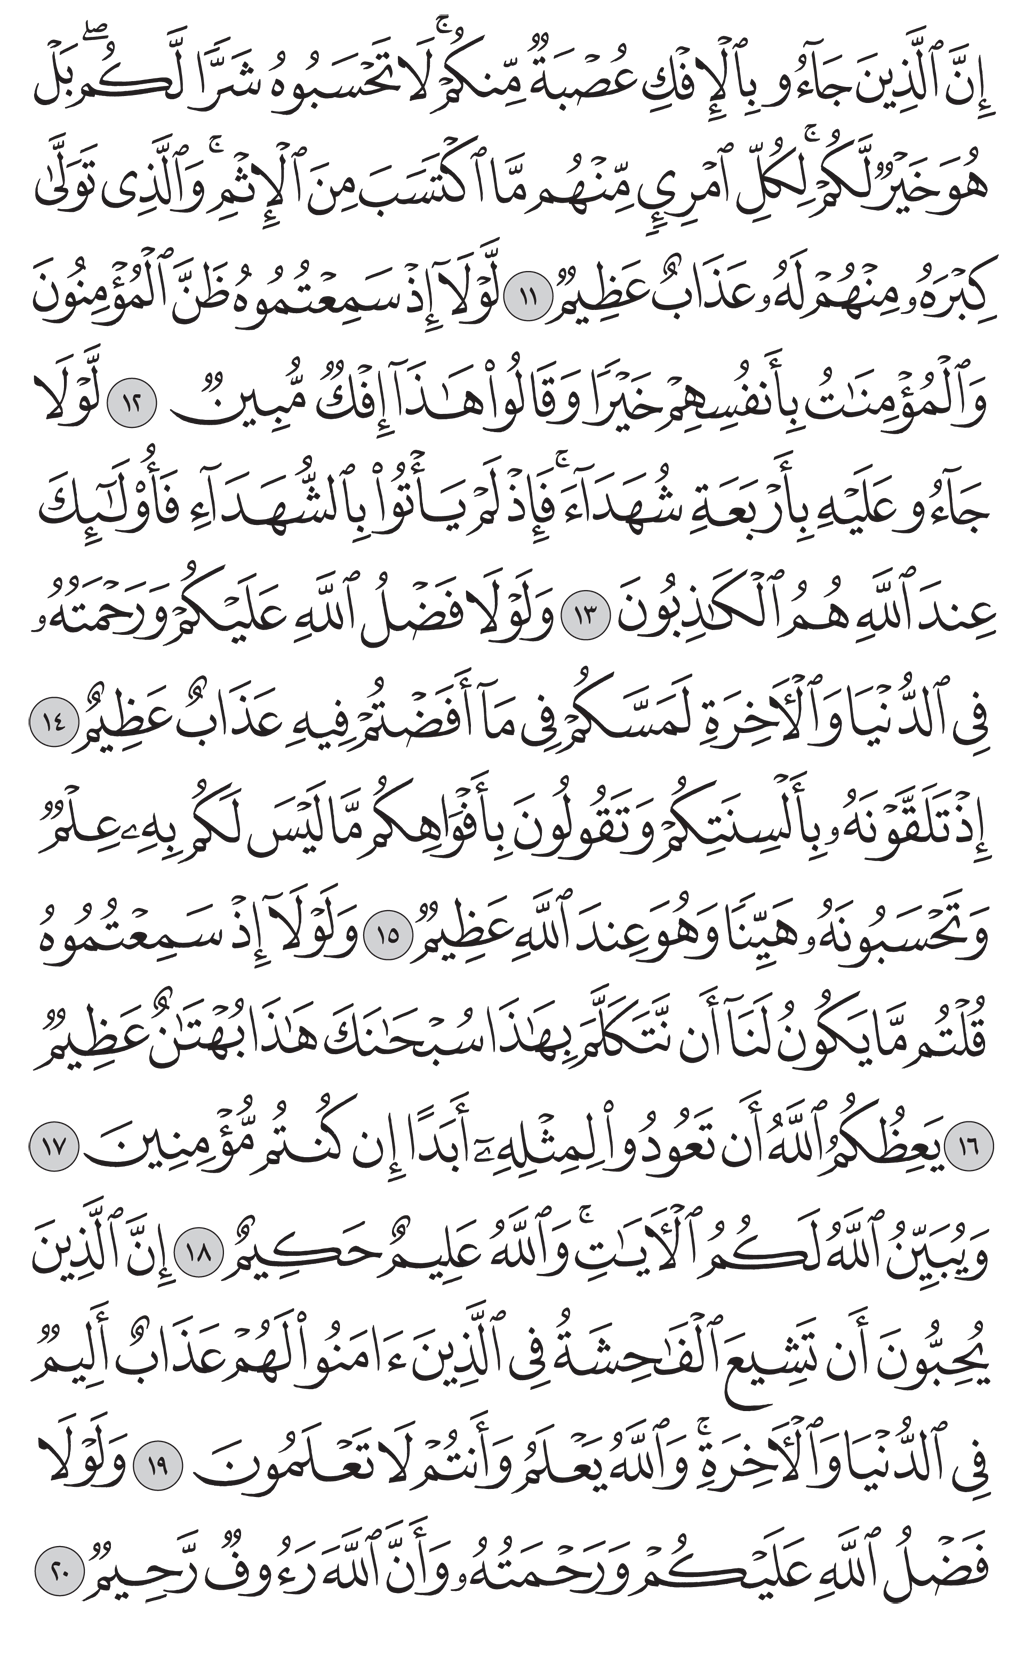 إِنَّ ٱلَّذِينَ جَآءُو بِٱلْإِفْكِ عُصْبَةٌ مِّنكُمْ ۚ لَا تَحْسَبُوهُ شَرًّا لَّكُم ۖ بَلْ
هُوَ خَيْرٌ لَّكُمْ ۚ لِكُلِّ ٱمْرِئٍ مِّنْهُم مَّا ٱكْتَسَبَ مِنَ ٱلْإِثْمِ ۚ وَٱلَّذِى تَوَلَّىٰ
كِبْرَهُۥ مِنْهُمْ لَهُۥ عَذَابٌ عَظِيمٌ ١١ لَّوْلَآ إِذْ سَمِعْتُمُوهُ ظَنَّ ٱلْمُؤْمِنُونَ
وَٱلْمُؤْمِنَٰتُ بِأَنفُسِهِمْ خَيْرًا وَقَالُوا۟ هَٰذَآ إِفْكٌ مُّبِينٌ ١٢ لَّوْلَا
جَآءُو عَلَيْهِ بِأَرْبَعَةِ شُهَدَآءَ ۚ فَإِذْ لَمْ يَأْتُوا۟ بِٱلشُّهَدَآءِ فَأُو۟لَٰٓئِكَ
عِندَ ٱللَّهِ هُمُ ٱلْكَٰذِبُونَ ١٣ وَلَوْلَا فَضْلُ ٱللَّهِ عَلَيْكُمْ وَرَحْمَتُهُۥ
فِى ٱلدُّنْيَا وَٱلْءَاخِرَةِ لَمَسَّكُمْ فِى مَآ أَفَضْتُمْ فِيهِ عَذَابٌ عَظِيمٌ ١٤
إِذْ تَلَقَّوْنَهُۥ بِأَلْسِنَتِكُمْ وَتَقُولُونَ بِأَفْوَاهِكُم مَّا لَيْسَ لَكُم بِهِۦ عِلْمٌ
وَتَحْسَبُونَهُۥ هَيِّنًا وَهُوَ عِندَ ٱللَّهِ عَظِيمٌ ١٥ وَلَوْلَآ إِذْ سَمِعْتُمُوهُ
قُلْتُم مَّا يَكُونُ لَنَآ أَن نَّتَكَلَّمَ بِهَٰذَا سُبْحَٰنَكَ هَٰذَا بُهْتَٰنٌ عَظِيمٌ
١٦ يَعِظُكُمُ ٱللَّهُ أَن تَعُودُوا۟ لِمِثْلِهِۦٓ أَبَدًا إِن كُنتُم مُّؤْمِنِينَ ١٧
وَيُبَيِّنُ ٱللَّهُ لَكُمُ ٱلْءَايَٰتِ ۚ وَٱللَّهُ عَلِيمٌ حَكِيمٌ ١٨ إِنَّ ٱلَّذِينَ
يُحِبُّونَ أَن تَشِيعَ ٱلْفَٰحِشَةُ فِى ٱلَّذِينَ ءَامَنُوا۟ لَهُمْ عَذَابٌ أَلِيمٌ
فِى ٱلدُّنْيَا وَٱلْءَاخِرَةِ ۚ وَٱللَّهُ يَعْلَمُ وَأَنتُمْ لَا تَعْلَمُونَ ١٩ وَلَوْلَا
فَضْلُ ٱللَّهِ عَلَيْكُمْ وَرَحْمَتُهُۥ وَأَنَّ ٱللَّهَ رَءُوفٌ رَّحِيمٌ ٢٠